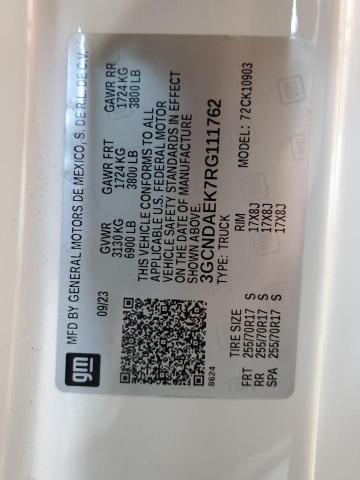 gm
MFD BY GENERAL MOTORS DE MEXICO, S. DE R.L. DE C.V.
09/23 GVWR GAWR FRT GAWR RR
3130 KG 1724 KG 1724 KG
6900 LB 3800 LB 3800 LB
THIS VEHICLE CONFORMS TO ALL
APPLICABLE U.S. FEDERAL MOTOR
VEHICLE SAFETY STANDARDS IN EFFECT
ON THE DATE OF MANUFACTURE
SHOWN ABOVE.
3GCNDAEK7RG111762
8624
TYPE: TRUCK MODEL: 72CK10903
TIRE SIZE RIM
FRT 255/70R17 S 17X8J
RR 255/70R17 S 17X8J
SPA 255/70R17 S 17X8J